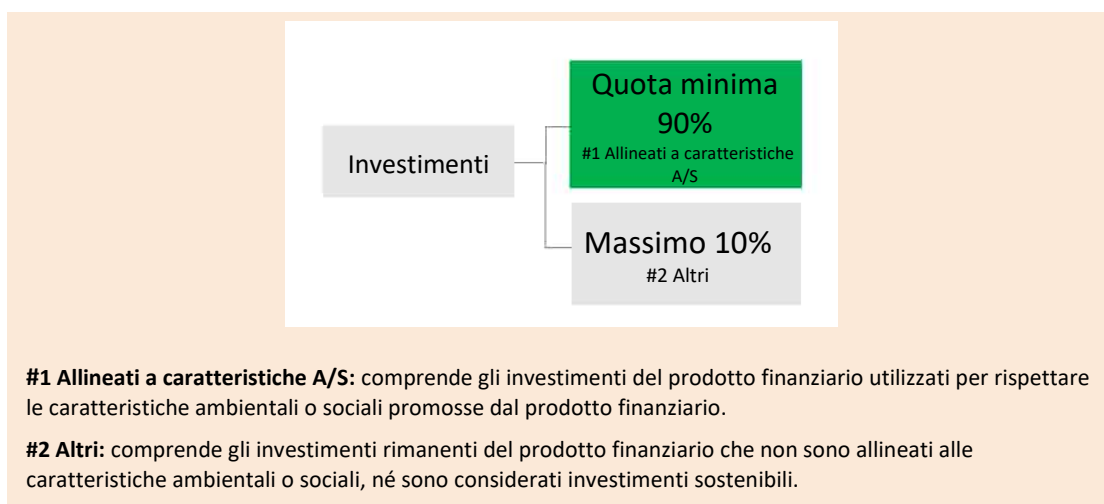 Quota minima
90%
#1 Allineati a caratteristiche
A/S
Investimenti
Massimo 10%
#2 Altri
#1 Allineati a caratteristiche A/S: comprende gli investimenti del prodotto finanziario utilizzati per rispettare
le caratteristiche ambientali o sociali promosse dal prodotto finanziario.
#2 Altri: comprende gli investimenti rimanenti del prodotto finanziario che non sono allineati alle
caratteristiche ambientali o sociali, né sono considerati investimenti sostenibili.